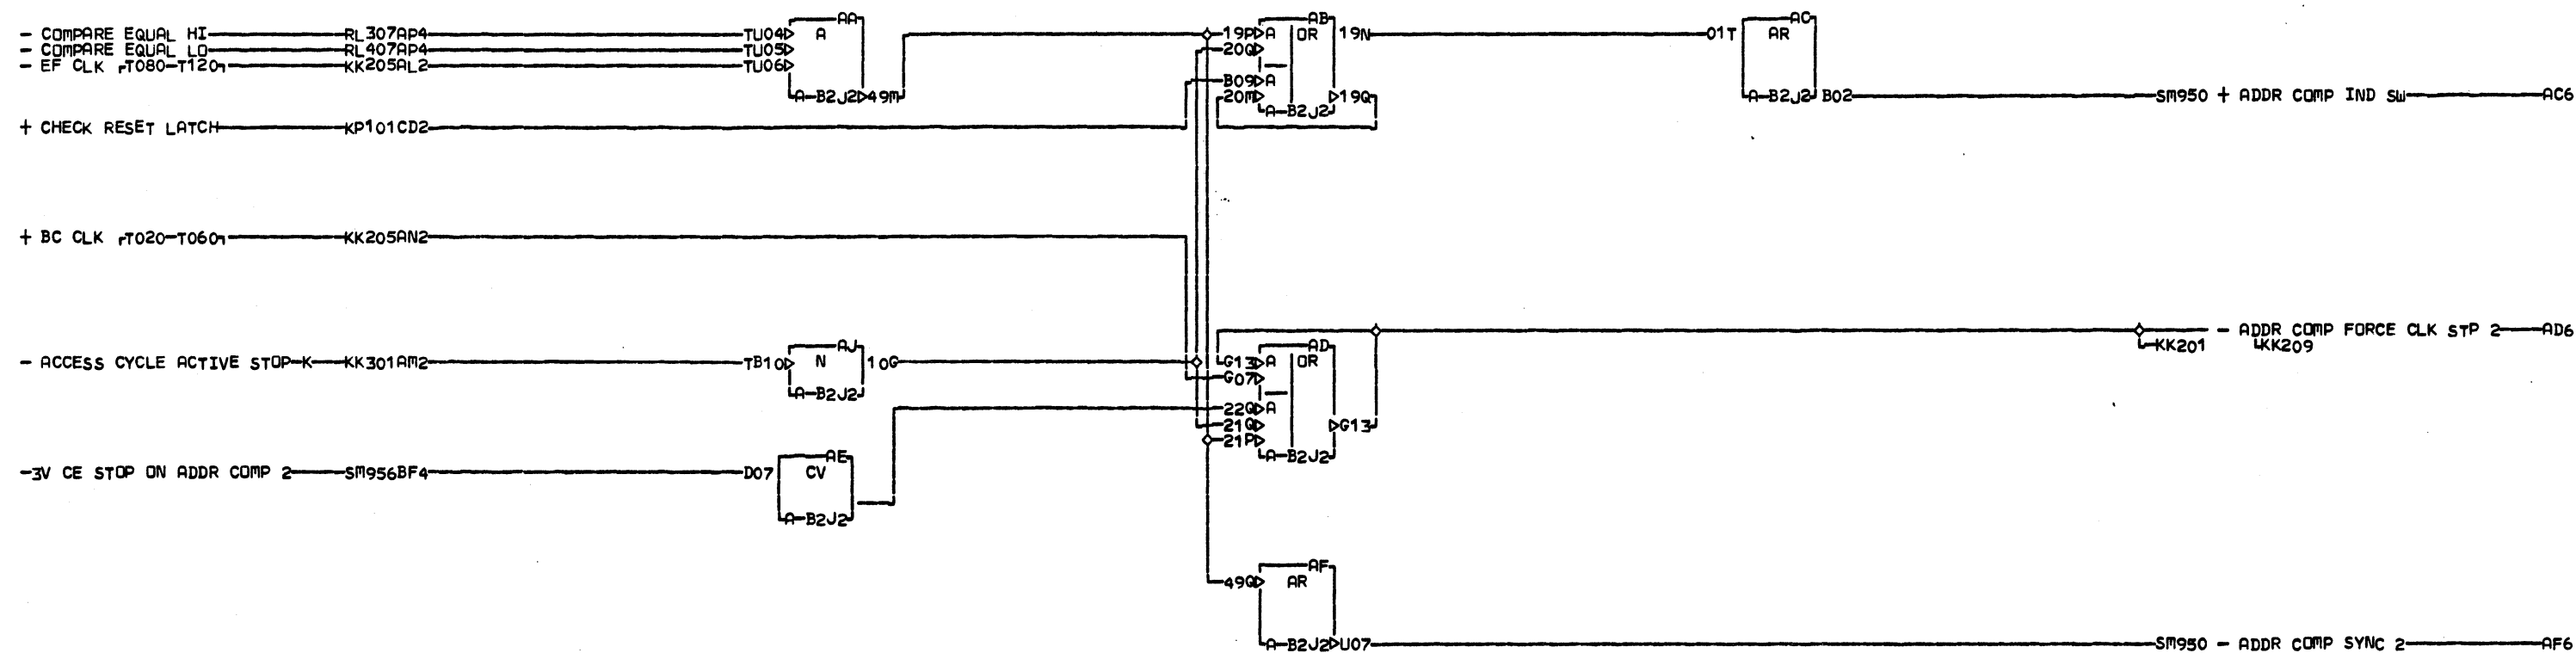 AA AB AC
- COMPARE EQUAL HI RL307AP4 TU04 A 19P A OR 19N 01T AR
- COMPARE EQUAL LO RL407AP4 TU05 20Q
- EF CLK ┌T080-T120┐ KK205AL2 TU06
B09 A
A-B2J2 49M 20M 19Q A-B2J2 B02 SM950 + ADDR COMP IND SW AC6
A-B2J2
+ CHECK RESET LATCH KP101CD2
+ BC CLK ┌T020-T060┐ KK205AN2
- ADDR COMP FORCE CLK STP 2 AD6
AJ AD KK201 KK209
- ACCESS CYCLE ACTIVE STOP-K KK301AM2 TB10 N 10G G13 A OR
G07
A-B2J2
22Q A
21Q G13
21P
AE A-B2J2
-3V CE STOP ON ADDR COMP 2 SM956BF4 D07 CV
A-B2J2
AF
49Q AR
A-B2J2 U07 SM950 - ADDR COMP SYNC 2 AF6